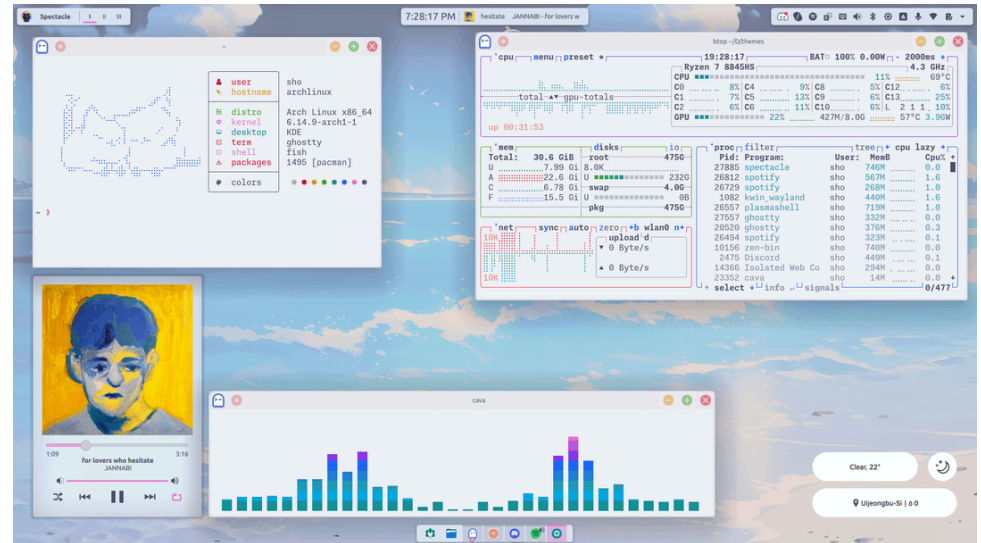 Spectacle I II III
7:28:17 PM hesitate JANNABI - for lovers w
~
user sho
hostname archlinux
distro Arch Linux x86_64
kernel 6.14.9-arch1-1
desktop KDE
term ghostty
shell fish
packages 1495 [pacman]
colors
~ ⟩
btop ~/D/themes
cpu menu preset * 19:28:17 BAT 100% 0.00W - 2000ms +
Ryzen 7 8845HS 4.3 GHz
CPU 11% 69°C
C0 8% C4 9% C8 5% C12 6%
total ▲▼ gpu-totals C1 7% C5 13% C9 6% C13 25%
C2 6% C6 11% C10 6% L 2 1 1 10%
GPU 22% 427M/8.0G 57°C 3.96W
up 00:31:53
mem disks io
Total: 30.6 GiB root 475G
U 7.99 Gi 8.0K
U 22.6 Gi U 232G
C 6.78 Gi swap 4.0G
F 15.5 Gi U 0B
pkg 475G
net sync auto zero ←b wlan0 n→
10K upload d
▼ 0 Byte/s
▲ 0 Byte/s
10K
proc filter tree ← cpu lazy →
Pid: Program: User: MemB Cpu% ↑
27885 spectacle sho 746M 0.0
26812 spotify sho 567M 1.6
26729 spotify sho 268M 1.0
1082 kwin_wayland sho 440M 1.6
26557 plasmashell sho 719M 1.0
27557 ghostty sho 332M 0.0
20520 ghostty sho 376M 0.3
26494 spotify sho 323M 0.1
10156 zen-bin sho 740M 0.0
2475 Discord sho 449M 0.1
14366 Isolated Web Co sho 294M 0.0
23352 cava sho 14M 0.0 ↓
↑ select ↓ info ↵ signals 0/477
1:09 3:16
for lovers who hesitate
JANNABI
cava
Clear, 22°
Uijeongbu-Si | 6 0